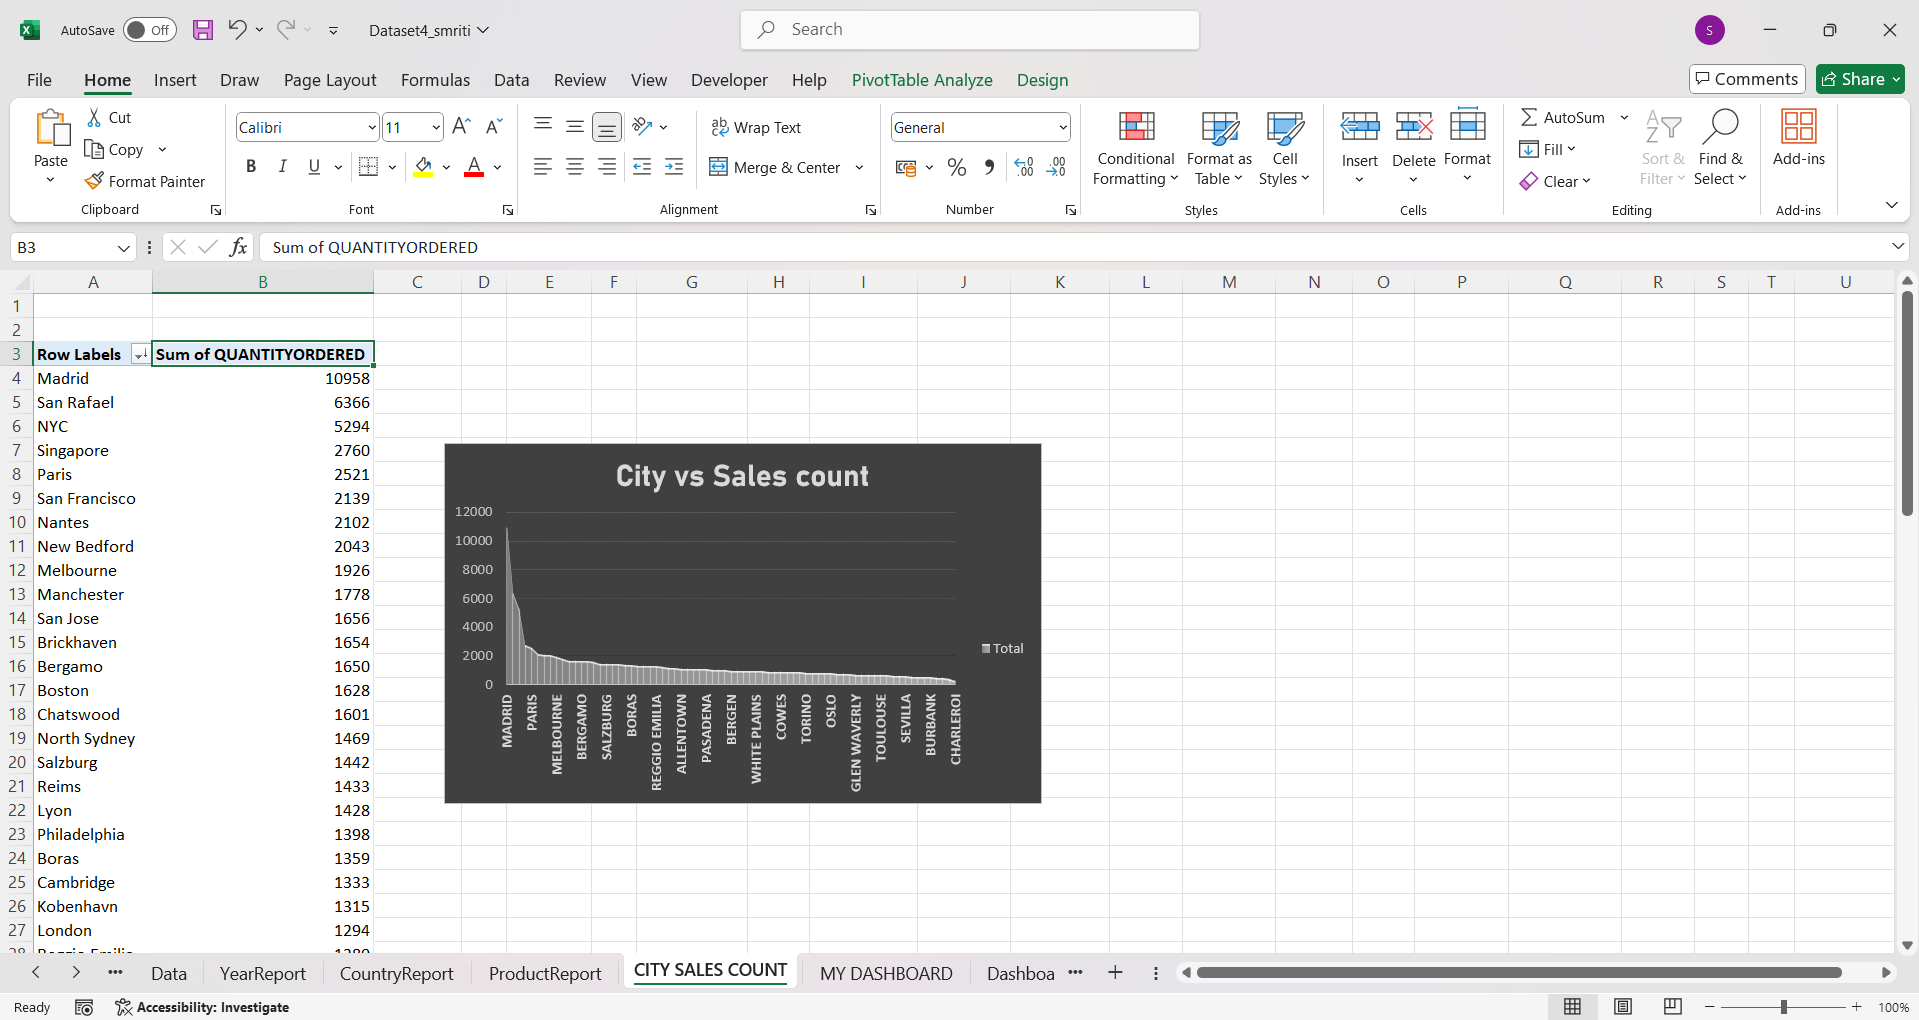 AutoSave Off Dataset4_smriti Search S
File Home Insert Draw Page Layout Formulas Data Review View Developer Help PivotTable Analyze Design Comments Share
Paste
Cut
Copy
Format Painter
Clipboard
Calibri 11
B I U
Font
Wrap Text
Merge & Center
Alignment
General
Number
Conditional Formatting
Format as Table
Cell Styles
Styles
Insert Delete Format
Cells
AutoSum
Fill
Clear
Sort & Filter
Find & Select
Editing
Add-ins
Add-ins
B3 fx Sum of QUANTITYORDERED
A B C D E F G H I J K L M N O P Q R S T U
1
2
3 Row Labels Sum of QUANTITYORDERED
4 Madrid 10958
5 San Rafael 6366
6 NYC 5294
7 Singapore 2760
8 Paris 2521
9 San Francisco 2139
10 Nantes 2102
11 New Bedford 2043
12 Melbourne 1926
13 Manchester 1778
14 San Jose 1656
15 Brickhaven 1654
16 Bergamo 1650
17 Boston 1628
18 Chatswood 1601
19 North Sydney 1469
20 Salzburg 1442
21 Reims 1433
22 Lyon 1428
23 Philadelphia 1398
24 Boras 1359
25 Cambridge 1333
26 Kobenhavn 1315
27 London 1294
City vs Sales count
12000
10000
8000
6000
4000
2000
0
Total
MADRID
PARIS
MELBOURNE
BERGAMO
SALZBURG
BORAS
REGGIO EMILIA
ALLENTOWN
PASADENA
BERGEN
WHITE PLAINS
COWES
TORINO
OSLO
GLEN WAVERLY
TOULOUSE
SEVILLA
BURBANK
CHARLEROI
Data YearReport CountryReport ProductReport CITY SALES COUNT MY DASHBOARD Dashboa
Ready Accessibility: Investigate 100%